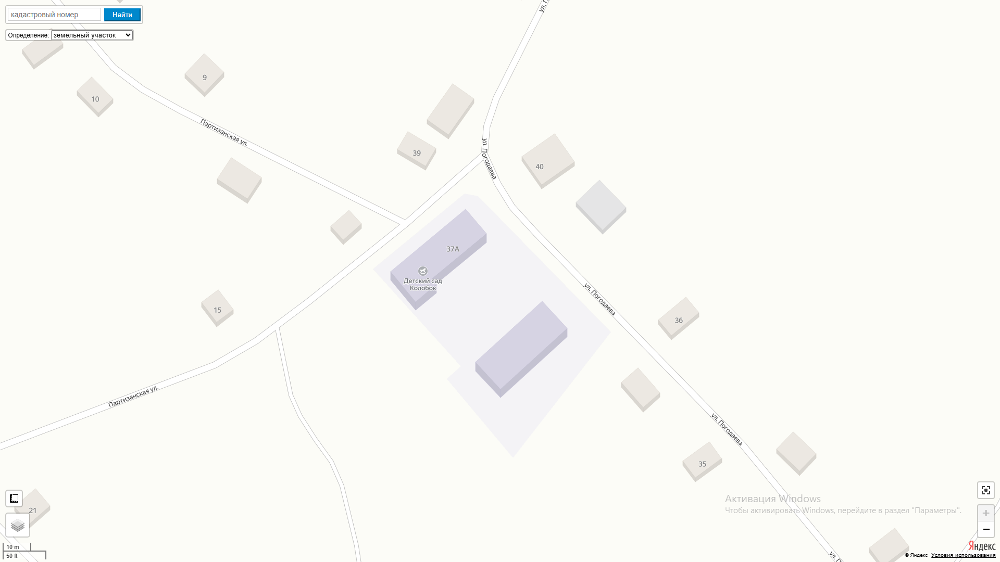 кадастровый номер
Найти
Определение: земельный участок
ул. П
9
10
Партизанская ул.
39
ул. Погодаева
40
37А
Детский сад
Колобок
ул. Погодаева
15
36
Партизанская ул.
ул. Погодаева
35
21
Активация Windows
Чтобы активировать Windows, перейдите в раздел "Параметры".
+
−
10 m
50 ft
Яндекс
© Яндекс Условия использования
ул. П